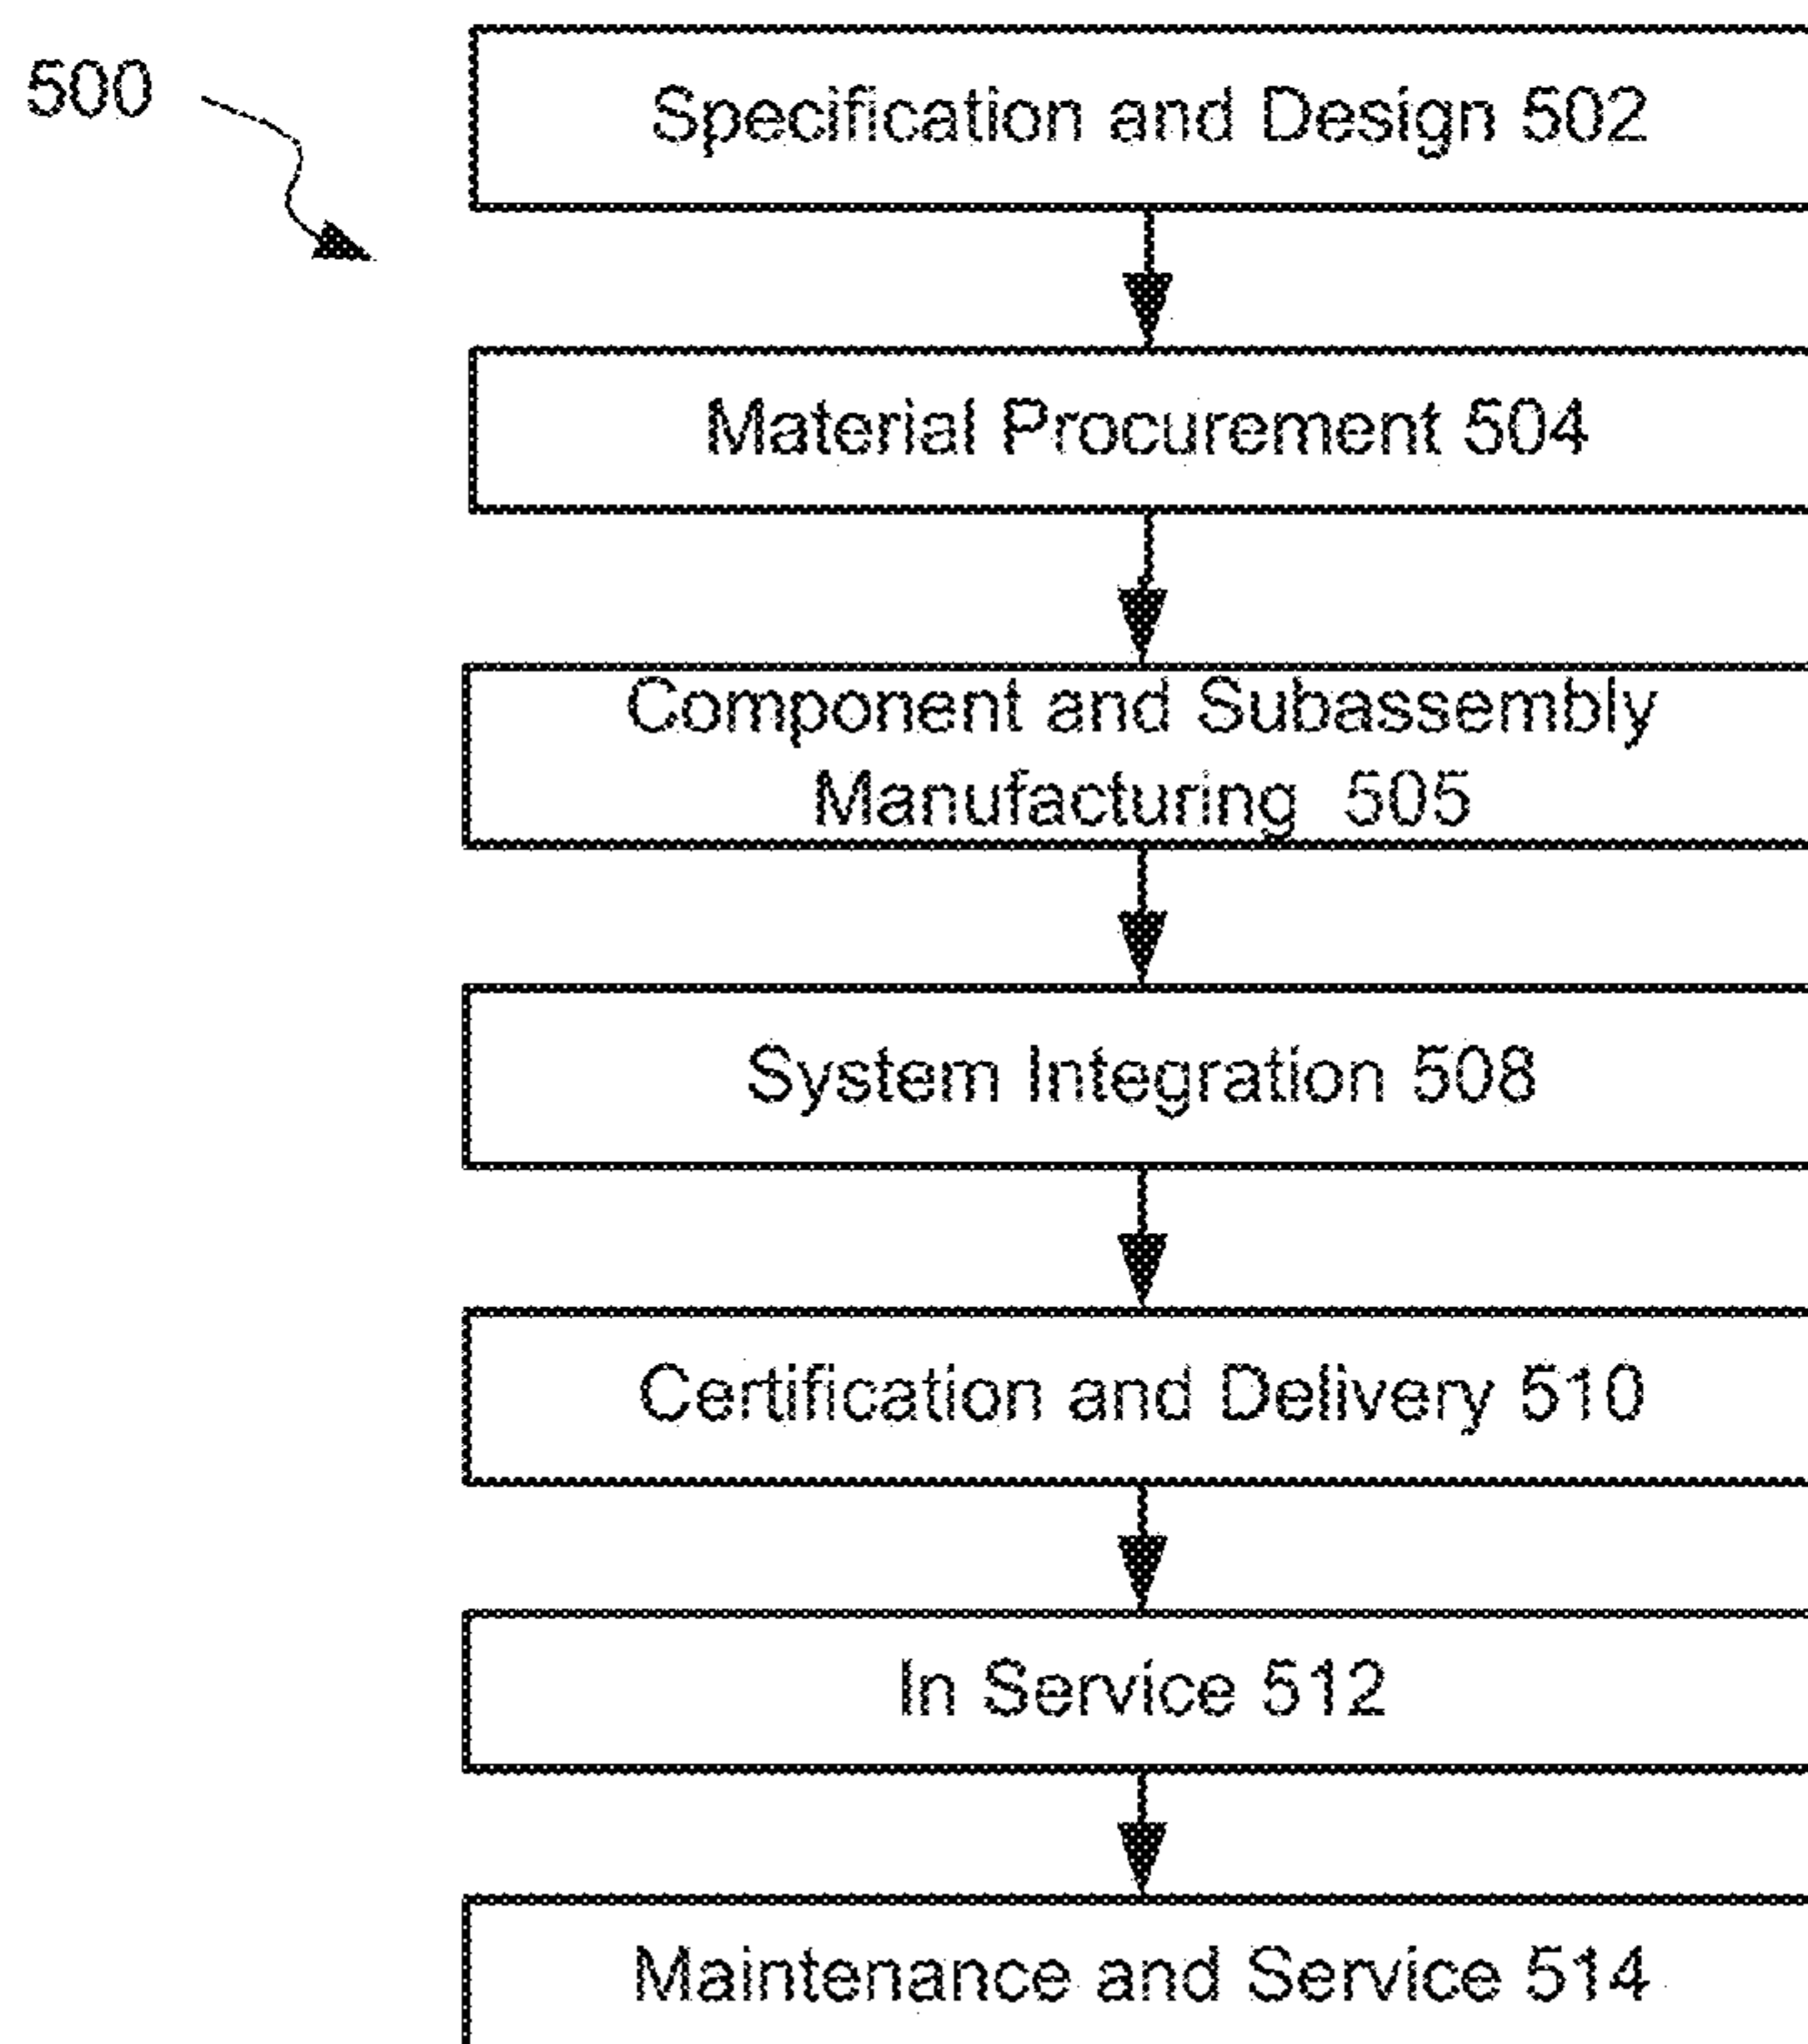 500
Specification and Design 502
Material Procurement 504
Component and Subassembly
Manufacturing 505
System Integration 508
Certification and Delivery 510
In Service 512
Maintenance and Service 514